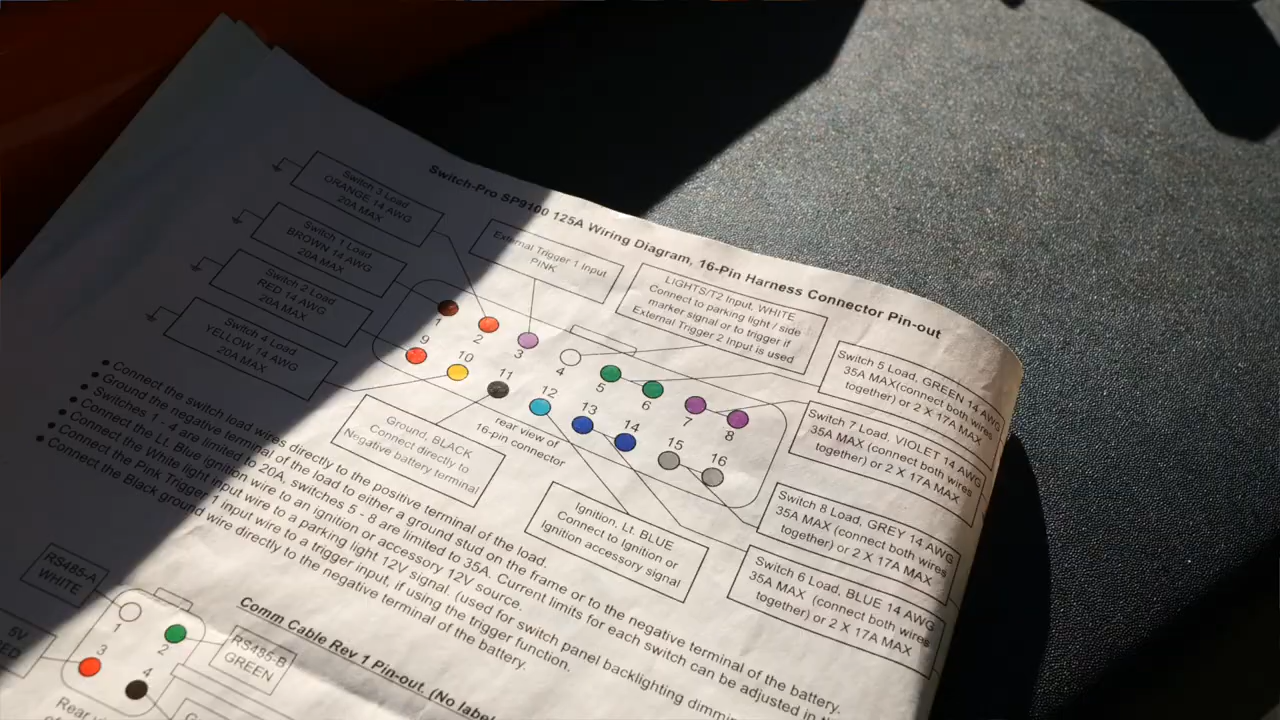 Switch-Pro SP9100 125A Wiring Diagram, 16-Pin Harness Connector Pin-out
Switch 3 Load
ORANGE 14 AWG
20A MAX
Switch 1 Load
BROWN 14 AWG
20A MAX
Switch 2 Load
RED 14 AWG
20A MAX
Switch 4 Load
YELLOW 14 AWG
20A MAX
External Trigger 1 Input
PINK
LIGHTS/T2 Input, WHITE
Connect to parking light / side
marker signal or to trigger if
External Trigger 2 Input is used
Switch 5 Load, GREEN 14 AWG
35A MAX(connect both wires
together) or 2 X 17A MAX
Switch 7 Load, VIOLET 14 AWG
35A MAX (connect both wires
together) or 2 X 17A MAX
Switch 8 Load, GREY 14 AWG
35A MAX (connect both wires
together) or 2 X 17A MAX
Switch 6 Load, BLUE 14 AWG
35A MAX (connect both wires
together) or 2 X 17A MAX
1
2
3
4
5
6
7
8
9
10
11
12
13
14
15
16
rear view of
16-pin connector
Ground, BLACK
Connect directly to
Negative battery terminal
Ignition, Lt. BLUE
Connect to Ignition or
Ignition accessory signal
• Connect the switch load wires directly to the positive terminal of the load.
• Ground the negative terminal of the load to either a ground stud on the frame or to the negative terminal of the battery.
• Switches 1 - 4 are limited to 20A, switches 5 - 8 are limited to 35A. Current limits for each switch can be adjusted in th
• Connect the Lt. Blue ignition wire to an ignition or accessory 12V source.
• Connect the White light input wire to a parking light, 12V signal. (used for switch panel backlighting dimmin
• Connect the Pink Trigger 1 input wire to a trigger input, if using the trigger function.
• Connect the Black ground wire directly to the negative terminal of the battery.
Comm Cable Rev 1 Pin-out. (No label
RS485-A
WHITE
5V
RED
1
2
3
4
RS485-B
GREEN
G
Rear vi
of